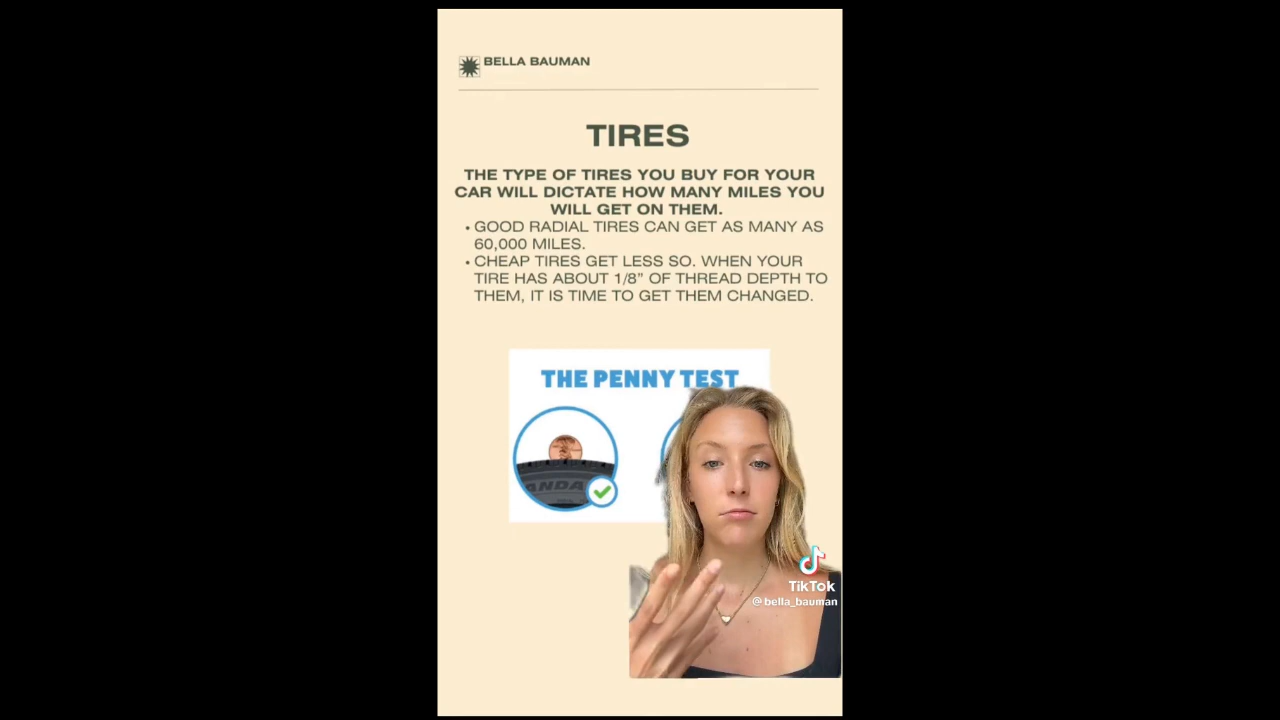 BELLA BAUMAN
TIRES
THE TYPE OF TIRES YOU BUY FOR YOUR
CAR WILL DICTATE HOW MANY MILES YOU
WILL GET ON THEM.
• GOOD RADIAL TIRES CAN GET AS MANY AS
60,000 MILES.
• CHEAP TIRES GET LESS SO. WHEN YOUR
TIRE HAS ABOUT 1/8” OF THREAD DEPTH TO
THEM, IT IS TIME TO GET THEM CHANGED.
THE PENNY TEST
ANDA
TikTok
@bella_bauman